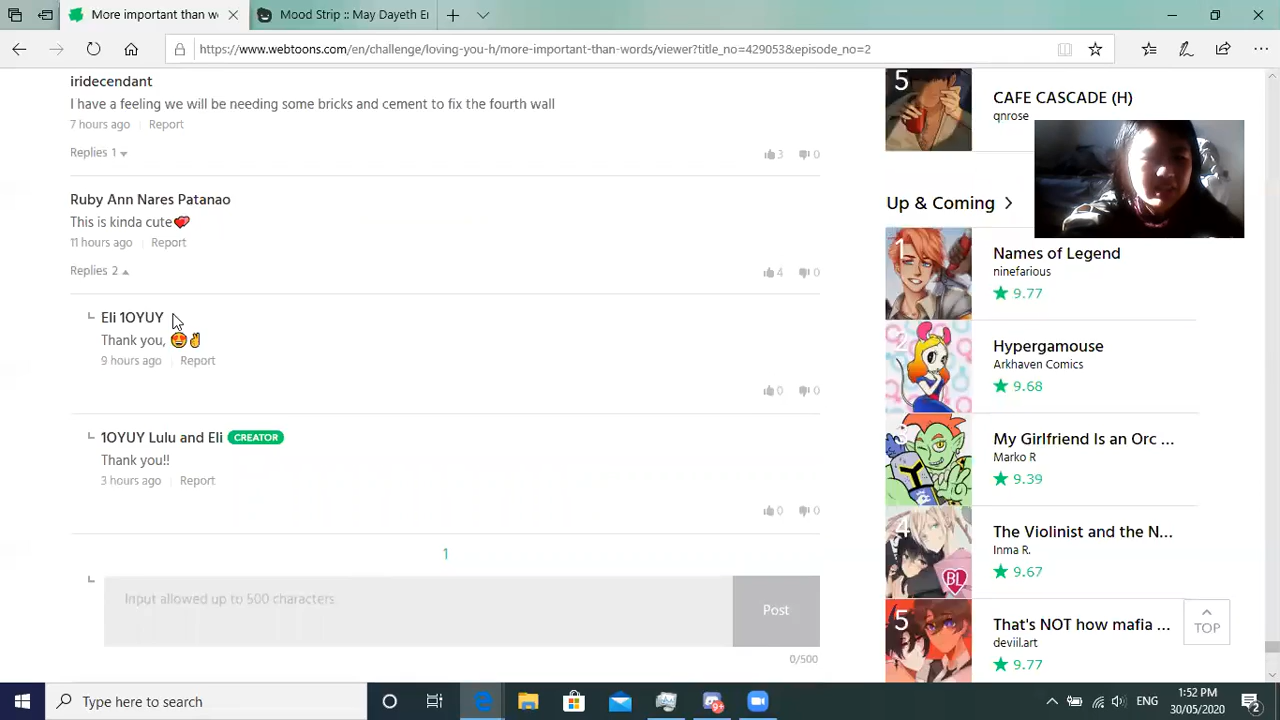 More important than w
Mood Strip :: May Dayeth Er
https://www.webtoons.com/en/challenge/loving-you-h/more-important-than-words/viewer?title_no=429053&episode_no=2
iridecendant
I have a feeling we will be needing some bricks and cement to fix the fourth wall
7 hours ago | Report
Replies 1
3 0
Ruby Ann Nares Patanao
This is kinda cute💕
11 hours ago | Report
Replies 2
4 0
Eli 1OYUY
Thank you, 😍✌
9 hours ago | Report
0 0
1OYUY Lulu and Eli CREATOR
Thank you!!
3 hours ago | Report
0 0
1
Input allowed up to 500 characters
Post
0/500
5
CAFE CASCADE (H)
qnrose
Up & Coming
1
Names of Legend
ninefarious
9.77
2
Hypergamouse
Arkhaven Comics
9.68
3
My Girlfriend Is an Orc ...
Marko R
9.39
4
The Violinist and the N...
Inma R.
9.67
BL
5
That's NOT how mafia ...
deviil.art
9.77
TOP
Type here to search
9+
ENG
1:52 PM
30/05/2020
2